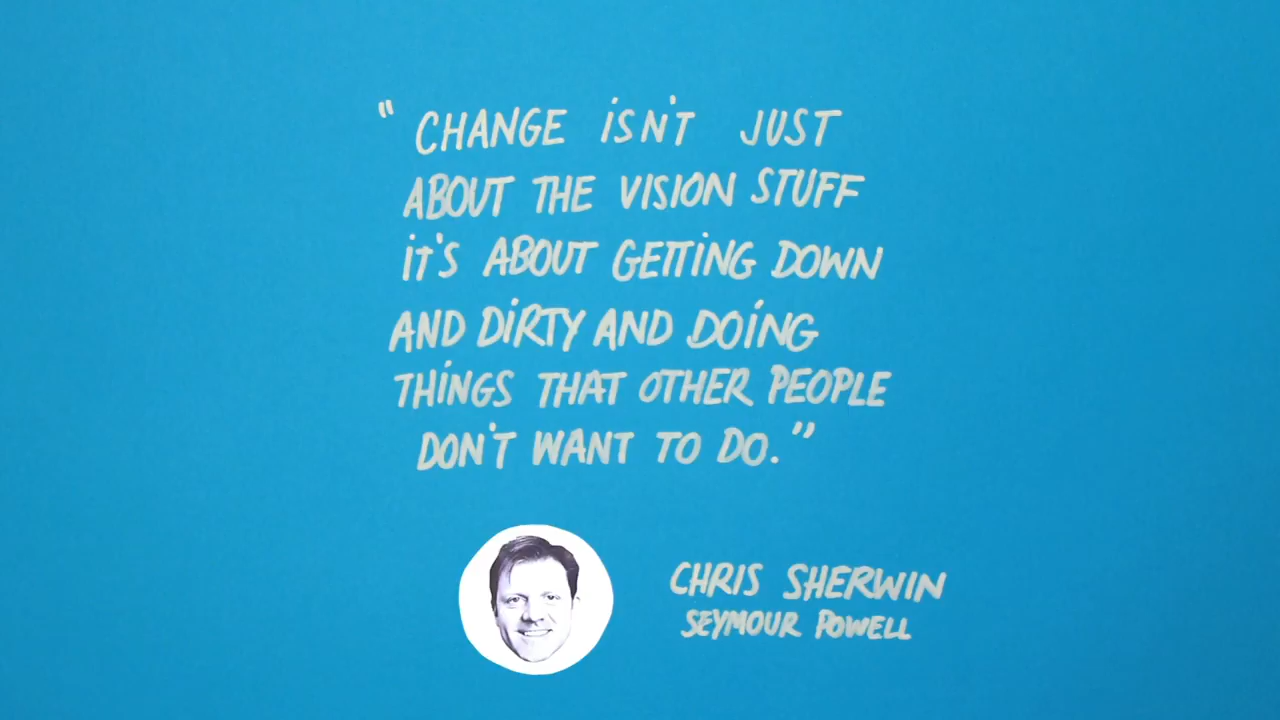 " CHANGE iSN'T JUST
ABOUT THE VISION STUFF
iT'S ABOUT GETTiNG DOWN
AND DiRTY AND DOiNG
THiNGS THAT OTHER PEOPLE
DON'T WANT TO DO."
CHRIS SHERWIN
SEYMOUR POWELL